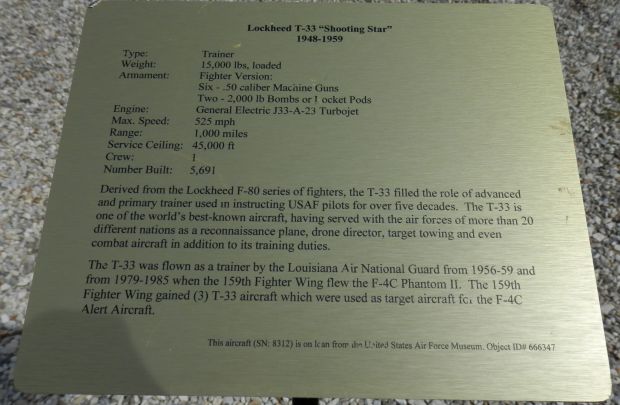 Lockheed T-33 "Shooting Star"
1948-1959
Type: Trainer
Weight: 15,000 lbs, loaded
Armament: Fighter Version:
Six - .50 caliber Machine Guns
Two - 2,000 lb Bombs or 1 ocket Pods
Engine: General Electric J33-A-23 Turbojet
Max. Speed: 525 mph
Range: 1,000 miles
Service Ceiling: 45,000 ft
Crew: 1
Number Built: 5,691
Derived from the Lockheed F-80 series of fighters, the T-33 filled the role of advanced
and primary trainer used in instructing USAF pilots for over five decades. The T-33 is
one of the world's best-known aircraft, having served with the air forces of more than 20
different nations as a reconnaissance plane, drone director, target towing and even
combat aircraft in addition to its training duties.
The T-33 was flown as a trainer by the Louisiana Air National Guard from 1956-59 and
from 1979-1985 when the 159th Fighter Wing flew the F-4C Phantom II. The 159th
Fighter Wing gained (3) T-33 aircraft which were used as target aircraft for the F-4C
Alert Aircraft.
This aircraft (SN: 8312) is on loan from the United States Air Force Museum. Object ID# 666347